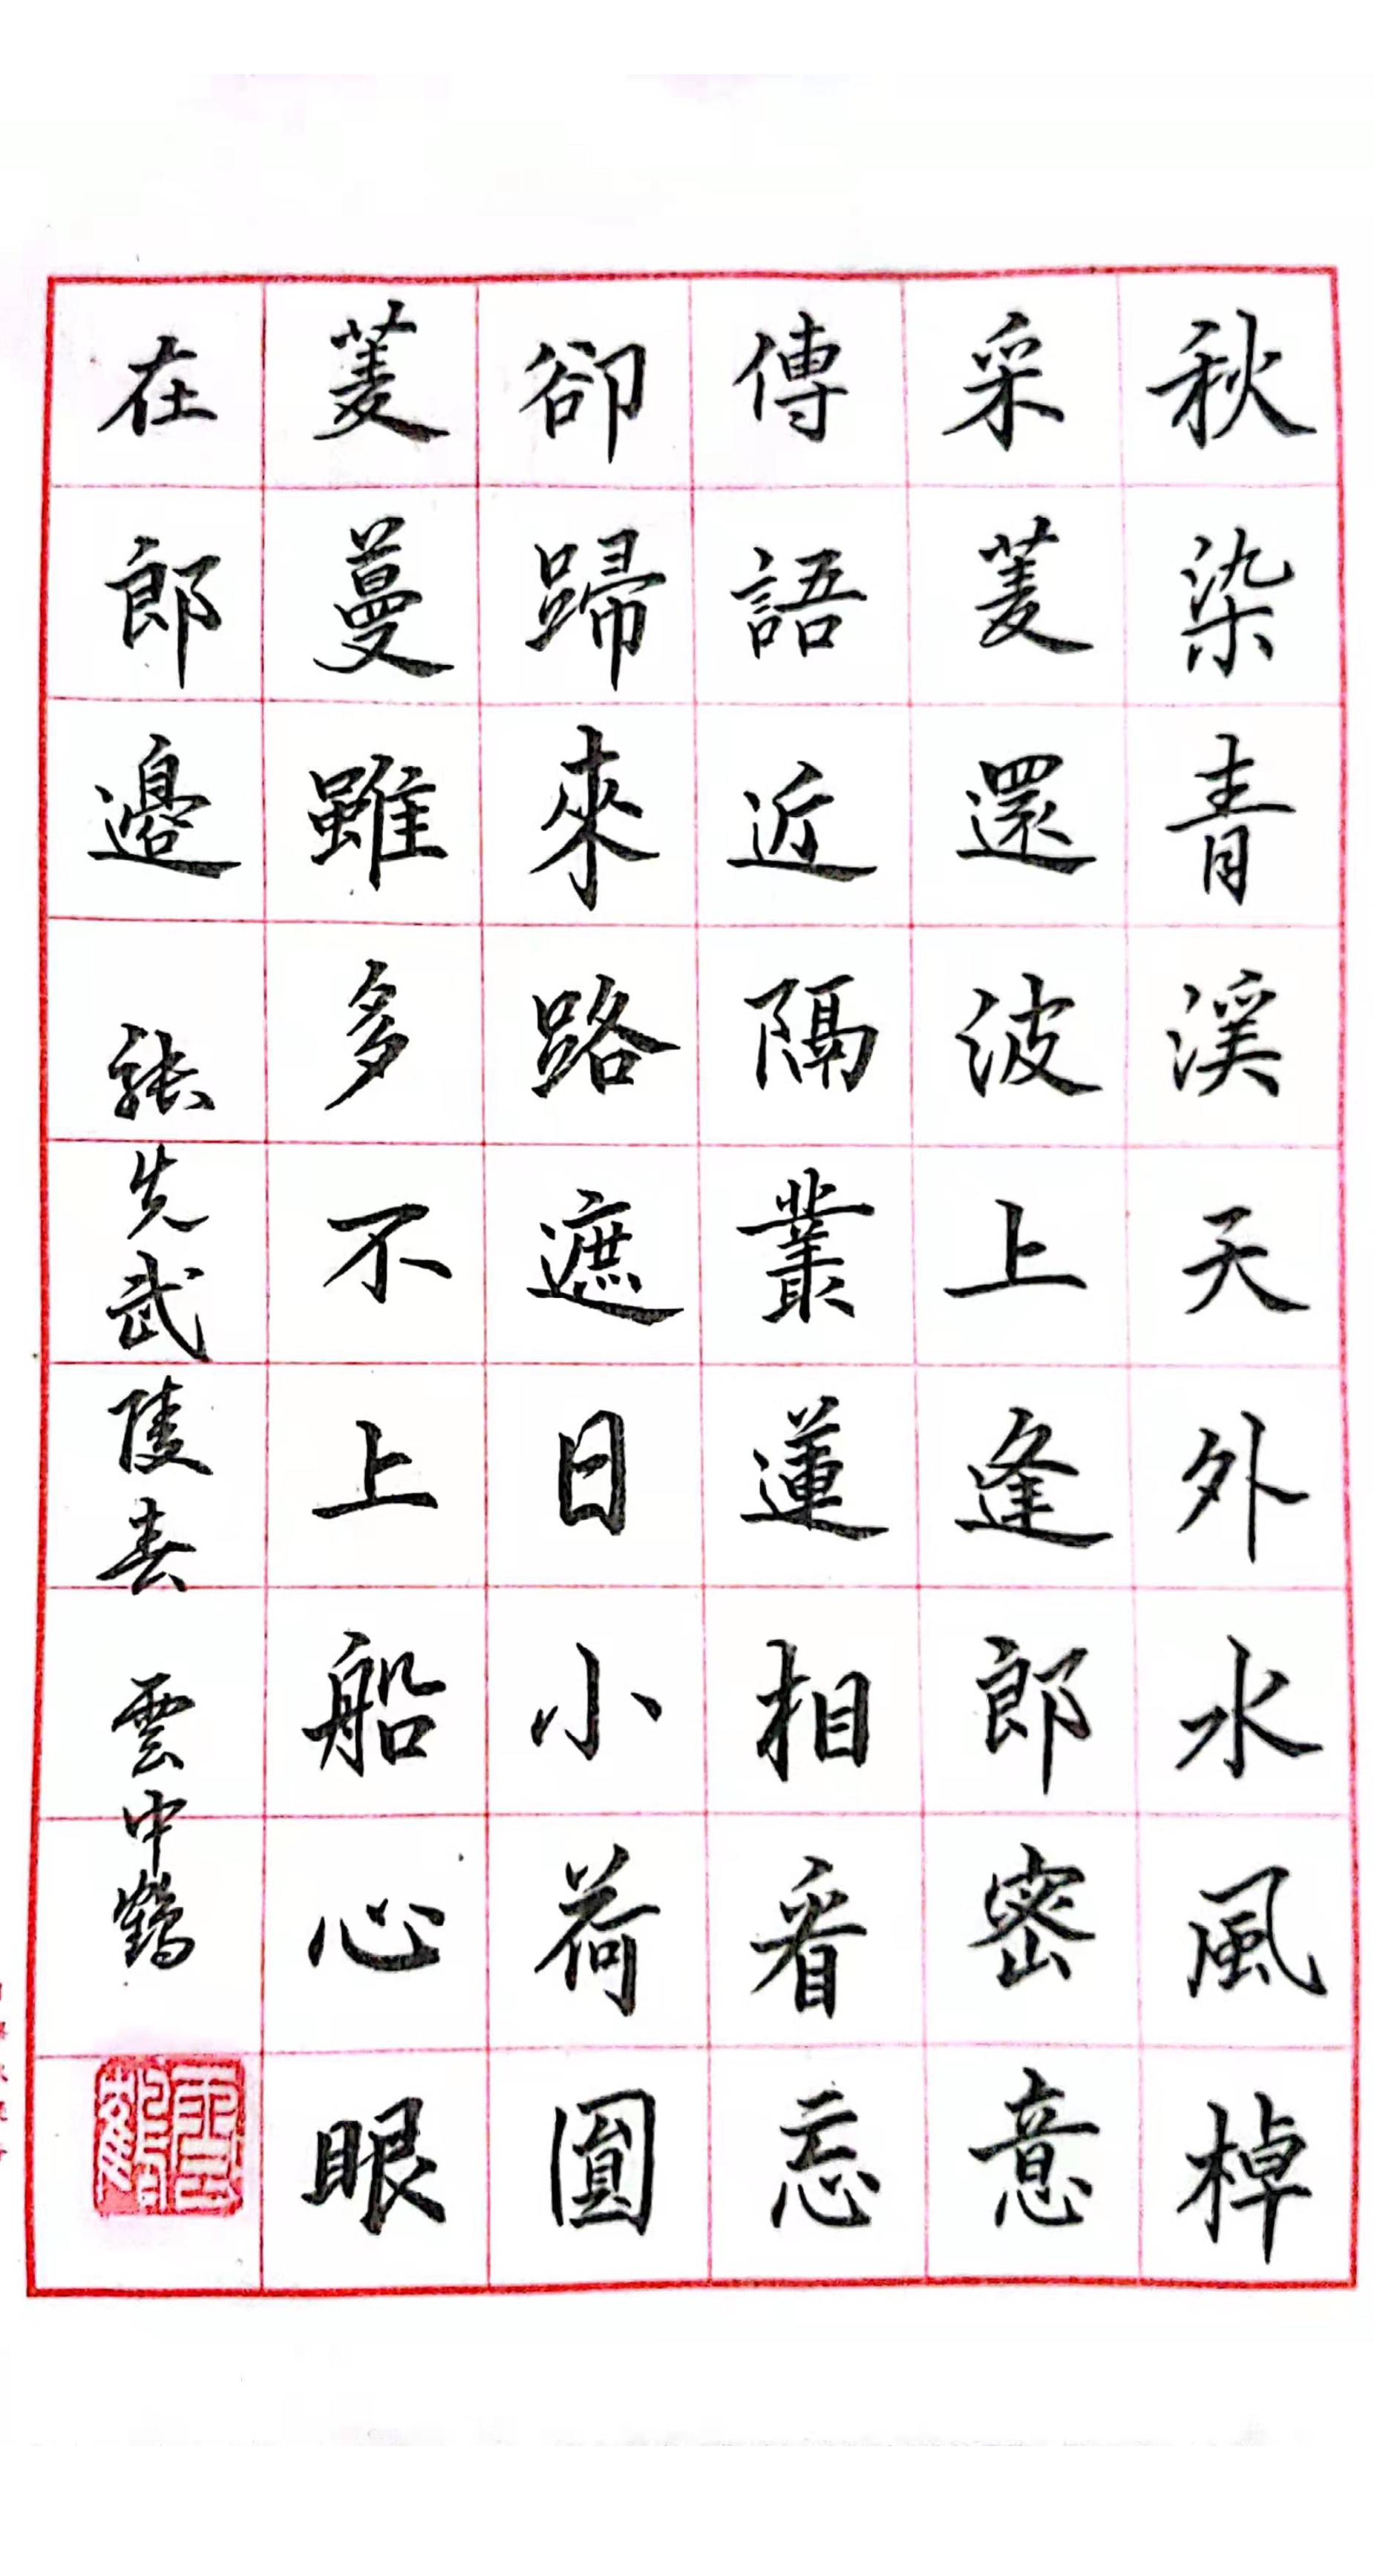 秋染青溪天外水風棹
采菱還波上逢郎密意
傳語近隔叢蓮相看忘
卻歸來路遮日小荷圓
菱蔓雖多不上船心眼
在郎邊 張先武陵春 雲中鶴